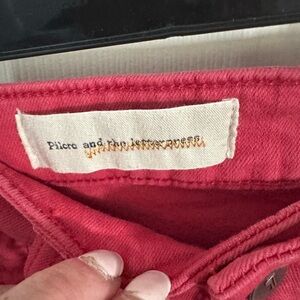 Pilcro and the letterpress